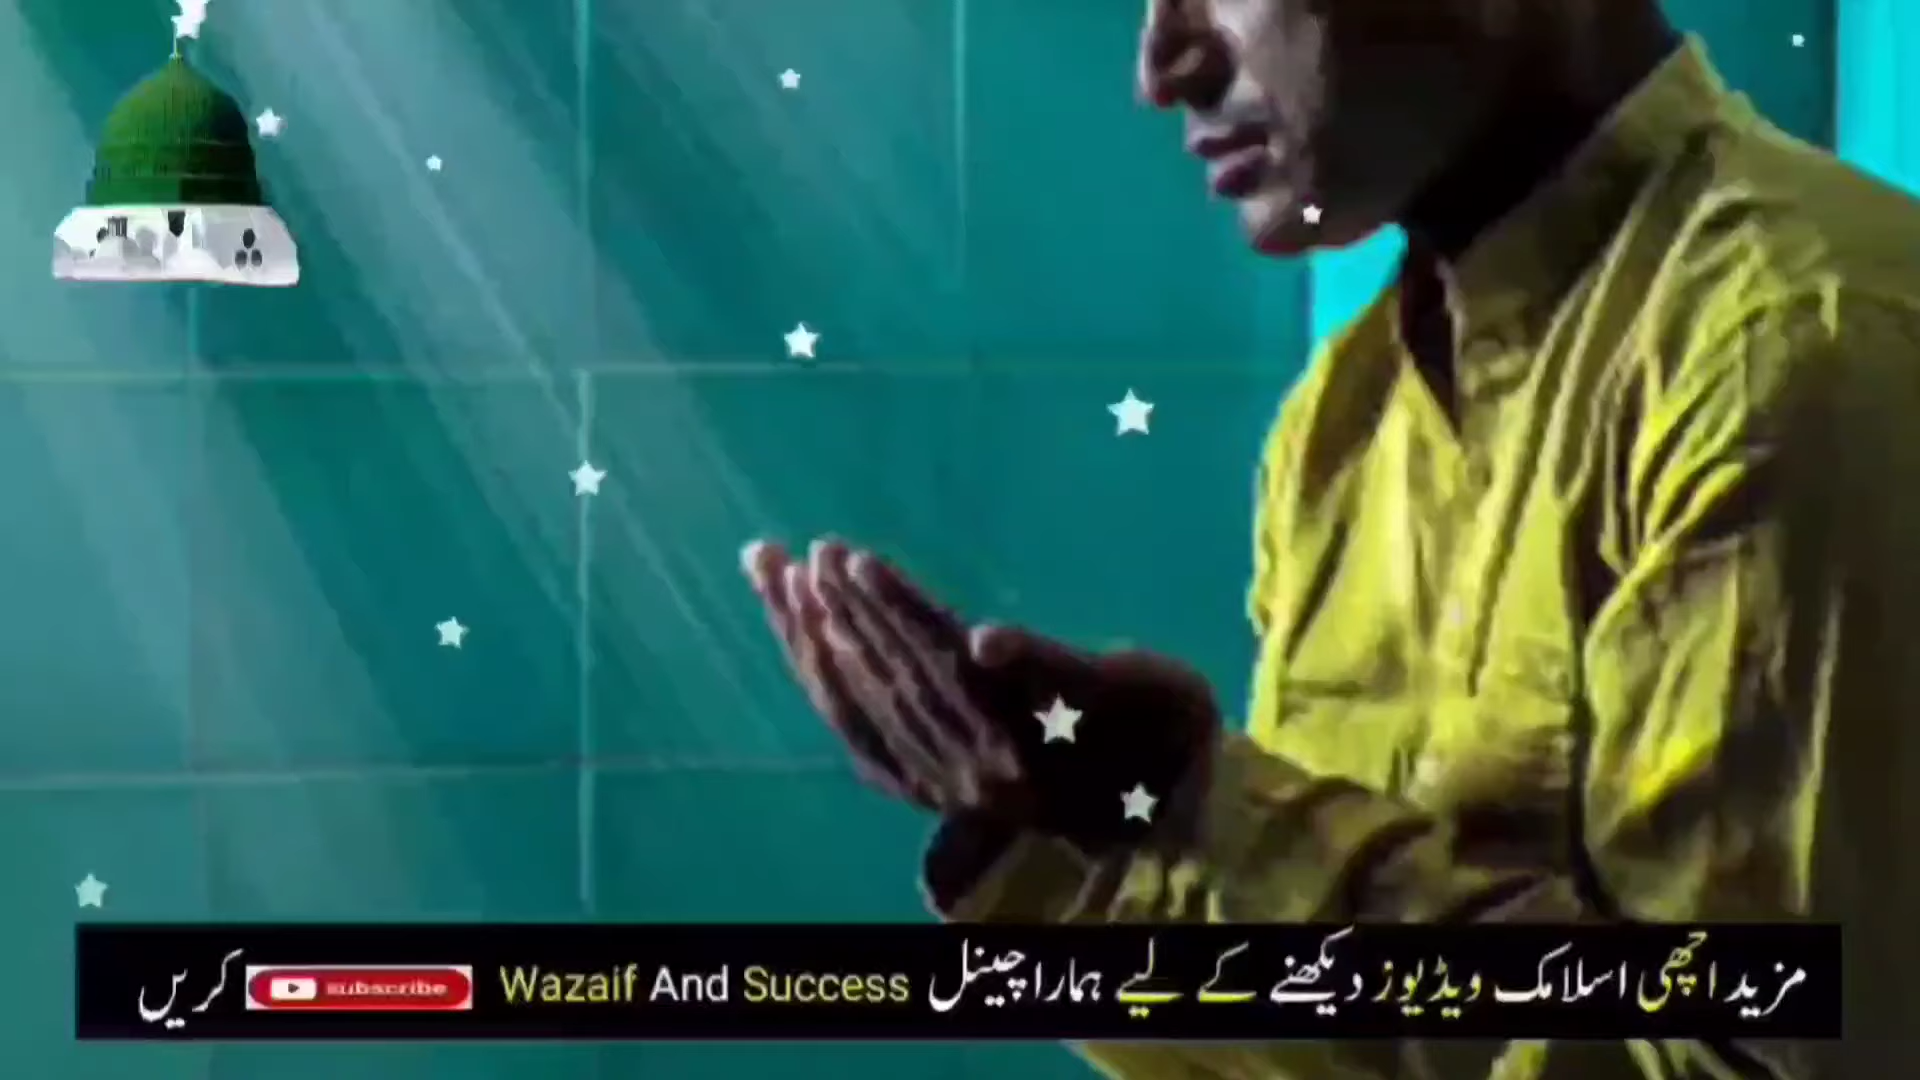 مزید اچھی اسلامک ویڈیوز دیکھنے کے لیے ہمارا چینل Wazaif And Success subscribe کریں